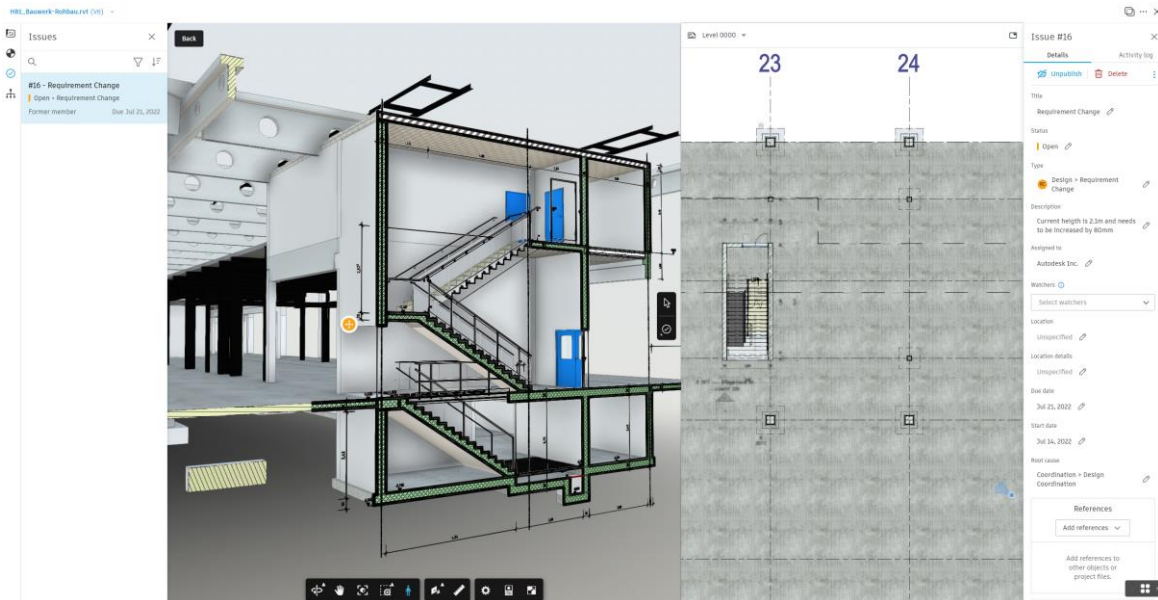 HB1_Bauwerk-Rohbau.rvt (V6)
Issues
#16 - Requirement Change
Open • Requirement Change
Former member
Due Jul 21, 2022
Back
Level 0000
23
24
Issue #16
Details
Activity log
Unpublish
Delete
Title
Requirement Change
Status
Open
Type
Design > Requirement
Change
Description
Current heigth is 2.1m and needs
to be increased by 80mm
Assigned to
Autodesk Inc.
Watchers
Select watchers
Location
Unspecified
Location details
Unspecified
Due date
Jul 21, 2022
Start date
Jul 14, 2022
Root cause
Coordination > Design
Coordination
References
Add references
Add references to
other objects or
project files.